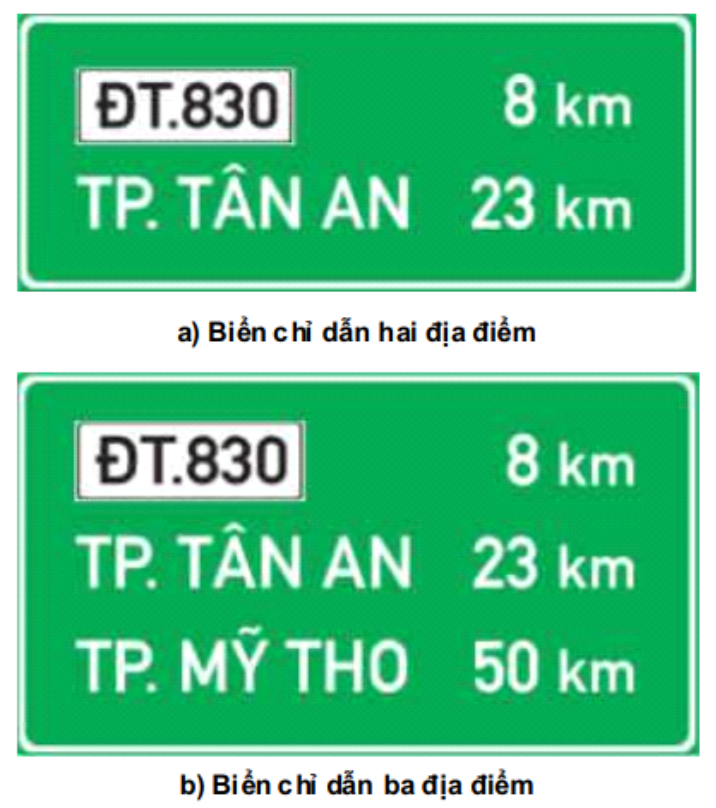 ĐT.830 8 km
TP. TÂN AN 23 km
a) Biển chỉ dẫn hai địa điểm
ĐT.830 8 km
TP. TÂN AN 23 km
TP. MỸ THO 50 km
b) Biển chỉ dẫn ba địa điểm